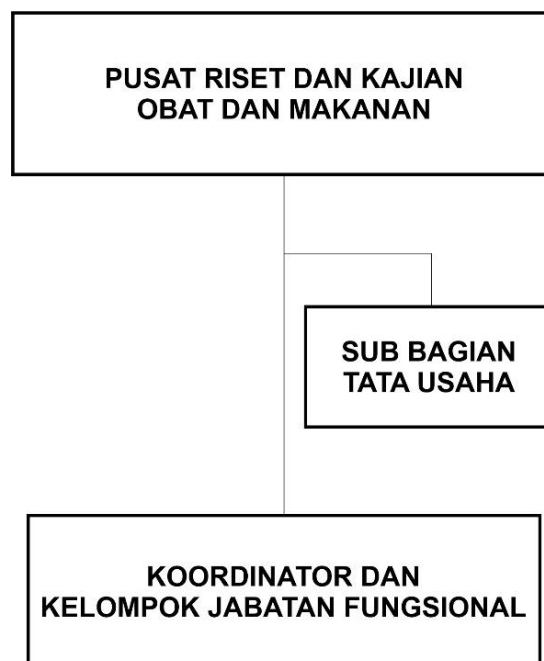 PUSAT RISET DAN KAJIAN
OBAT DAN MAKANAN
SUB BAGIAN
TATA USAHA
KOORDINATOR DAN
KELOMPOK JABATAN FUNGSIONAL